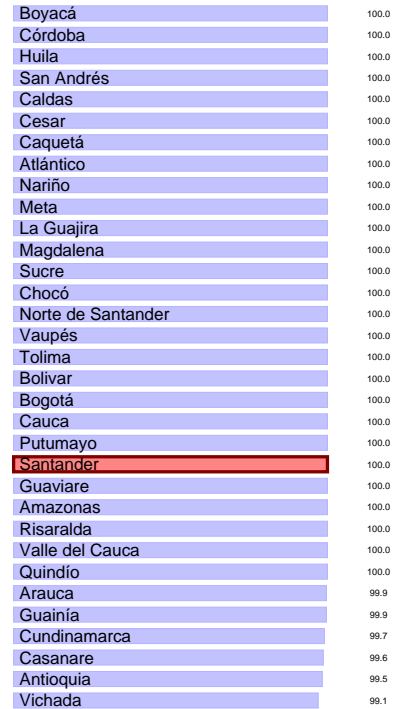 Boyacá 100.0
Córdoba 100.0
Huila 100.0
San Andrés 100.0
Caldas 100.0
Cesar 100.0
Caquetá 100.0
Atlántico 100.0
Nariño 100.0
Meta 100.0
La Guajira 100.0
Magdalena 100.0
Sucre 100.0
Chocó 100.0
Norte de Santander 100.0
Vaupés 100.0
Tolima 100.0
Bolivar 100.0
Bogotá 100.0
Cauca 100.0
Putumayo 100.0
Santander 100.0
Guaviare 100.0
Amazonas 100.0
Risaralda 100.0
Valle del Cauca 100.0
Quindío 100.0
Arauca 99.9
Guainía 99.9
Cundinamarca 99.7
Casanare 99.6
Antioquia 99.5
Vichada 99.1